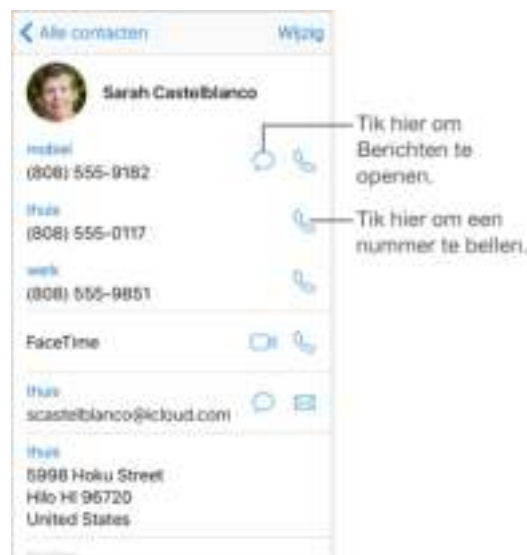 Alle contacten
Wijzig
Sarah Castelblanco
mobiel
(808) 555-9182
thuis
(808) 555-0117
werk
(808) 555-9851
FaceTime
thuis
scastelblanco@icloud.com
thuis
5998 Hoku Street
Hilo HI 96720
United States
Tik hier om
Berichten te
openen.
Tik hier om een
nummer te bellen.